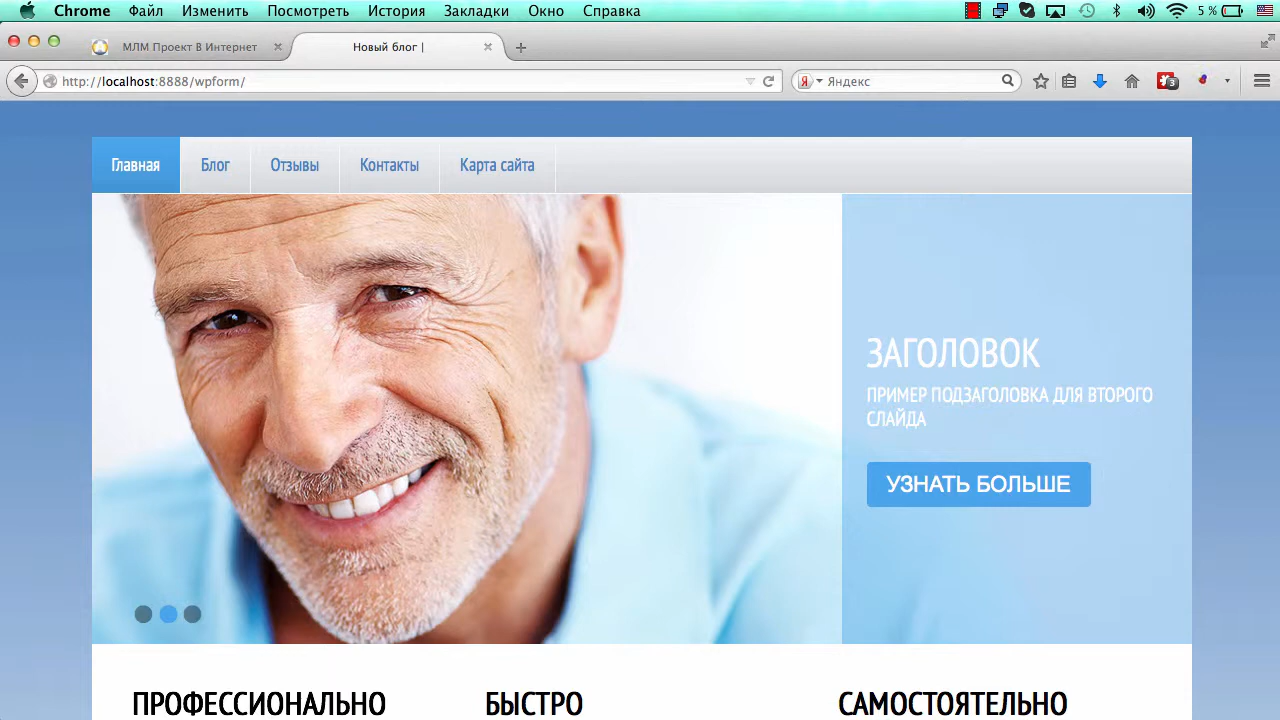 Chrome Файл Изменить Посмотреть История Закладки Окно Справка 5 %
МЛМ Проект В Интернет
Новый блог |
http://localhost:8888/wpform/
Я Яндекс
3
Главная Блог Отзывы Контакты Карта сайта
ЗАГОЛОВОК
ПРИМЕР ПОДЗАГОЛОВКА ДЛЯ ВТОРОГО
СЛАЙДА
УЗНАТЬ БОЛЬШЕ
ПРОФЕССИОНАЛЬНО БЫСТРО САМОСТОЯТЕЛЬНО